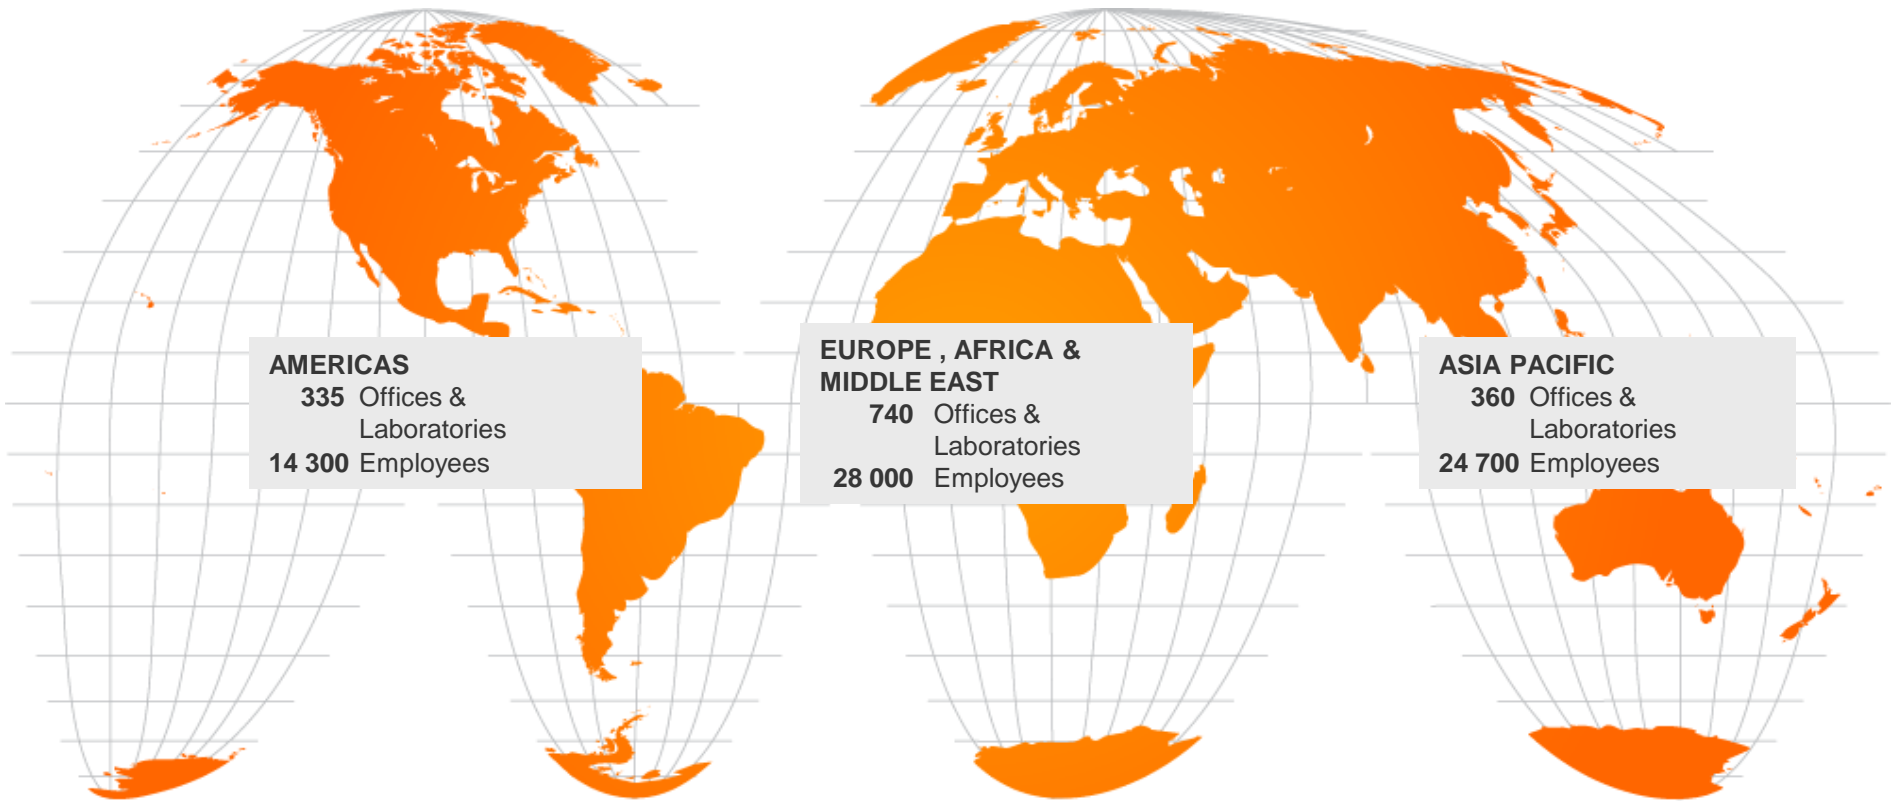 AMERICAS
335 Offices &
Laboratories
14 300 Employees
EUROPE , AFRICA &
MIDDLE EAST
740 Offices &
Laboratories
28 000 Employees
ASIA PACIFIC
360 Offices &
Laboratories
24 700 Employees